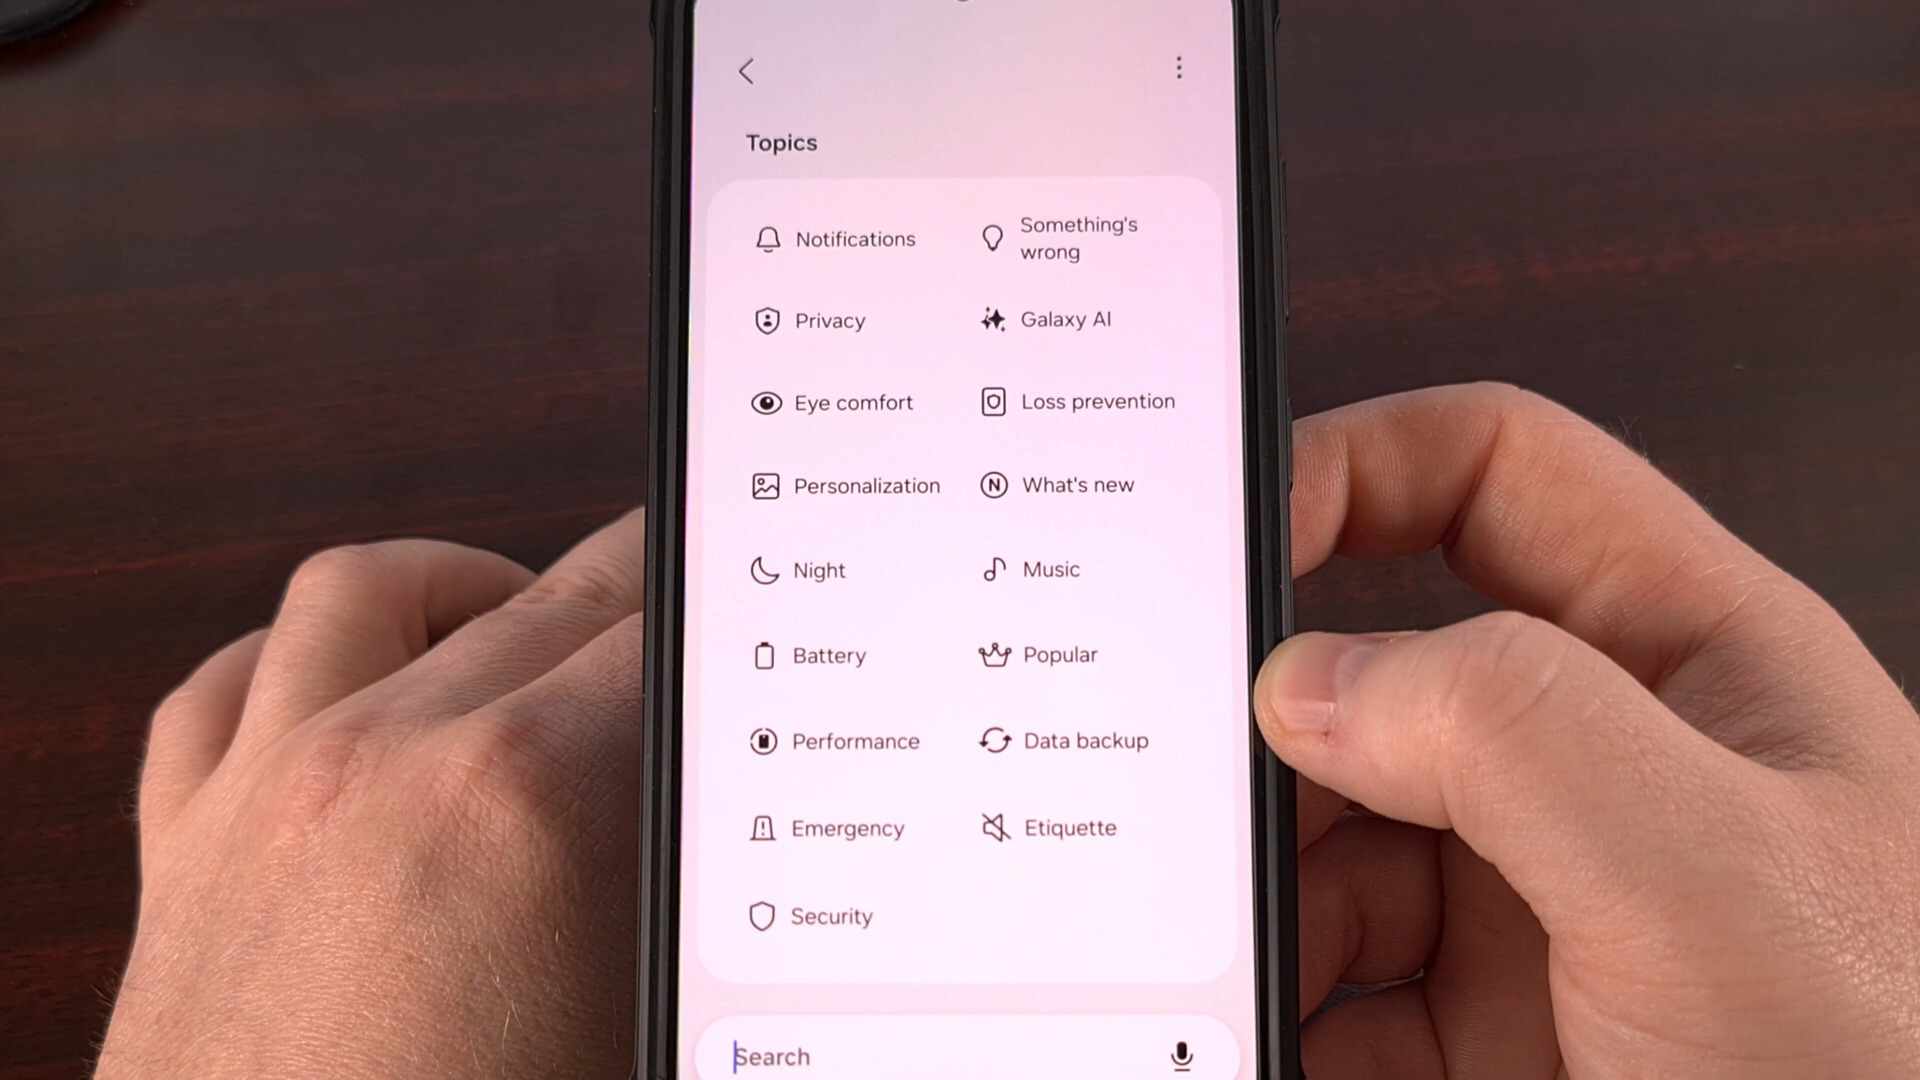 Topics
Notifications
Something's
wrong
Privacy
Galaxy AI
Eye comfort
Loss prevention
Personalization
N What's new
Night
Music
Battery
Popular
Performance
Data backup
Emergency
Etiquette
Security
Search